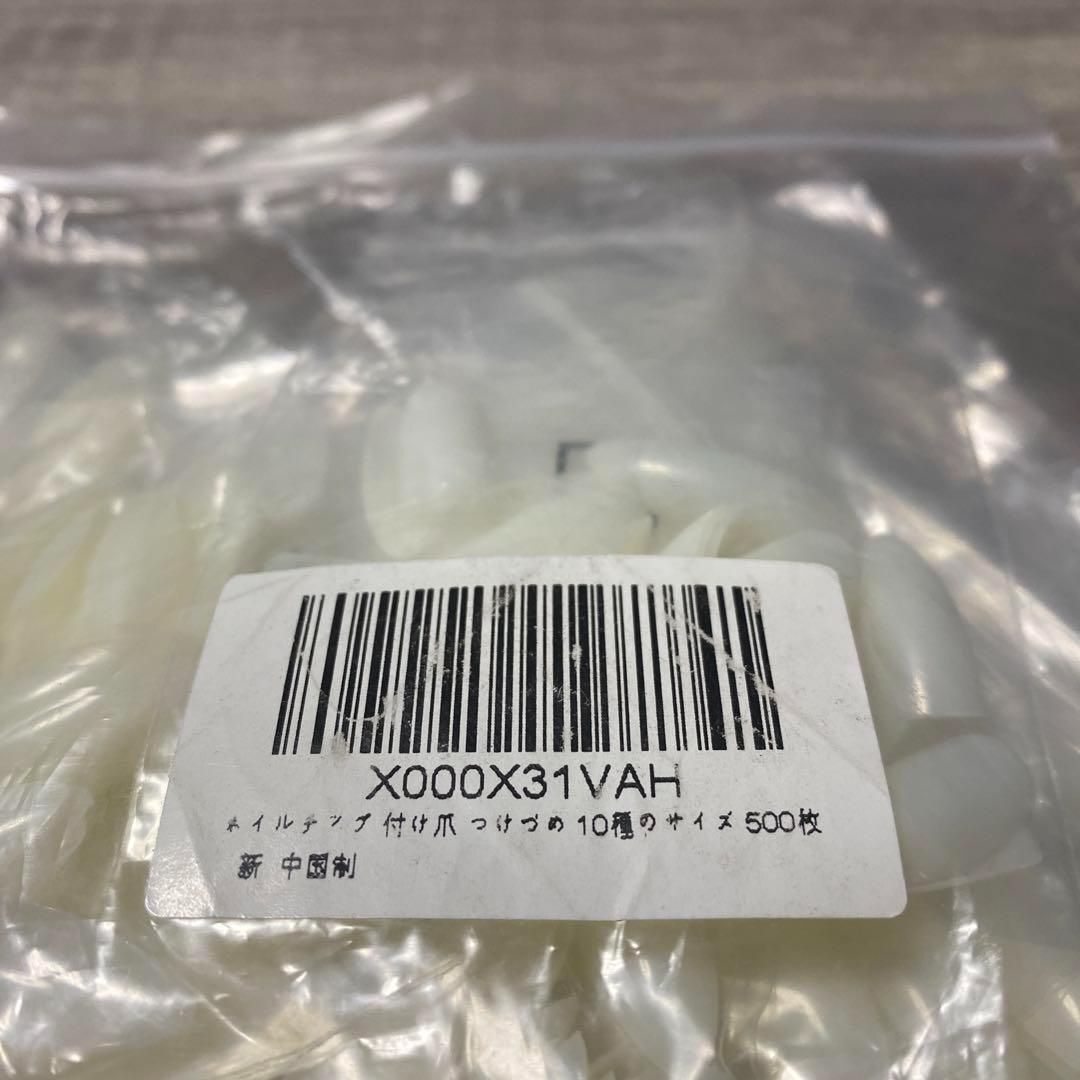 X000X31VAH
ネイルチップ 付け爪 つけづめ 10種のサイズ 500枚
新 中国制